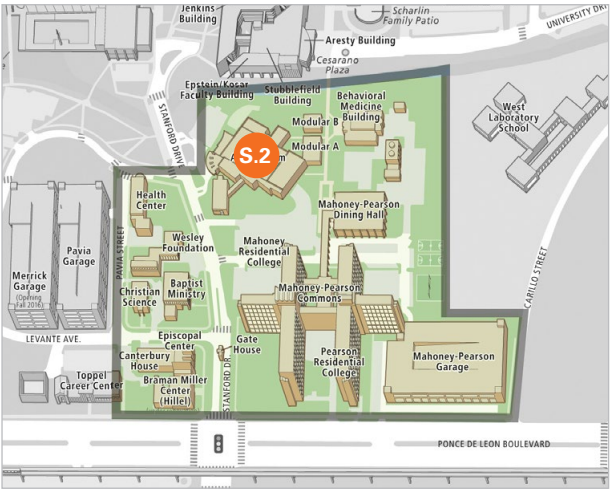 Jenkins
Building
Scharlin
Family Patio
UNIVERSITY DR
Aresty Building
Cesarano
Plaza
Epstein/Kosar
Faculty Building
Stubblefield
Building
Behavioral
Medicine
Building
Modular B
Modular A
West
Laboratory
School
STANFORD DRIVE
S.2
Health
Center
Mahoney-Pearson
Dining Hall
PAVIA STREET
Wesley
Foundation
Mahoney
Residential
College
Pavia
Garage
Merrick
Garage
(Opening
Fall 2016)
Christian
Science
Baptist
Ministry
Mahoney-Pearson
Commons
CARILLO STREET
LEVANTE AVE.
Episcopal
Center
Canterbury
House
Gate
House
Pearson
Residential
College
Mahoney-Pearson
Garage
Toppel
Career Center
Braman Miller
Center
(Hillel)
STANFORD DR
PONCE DE LEON BOULEVARD